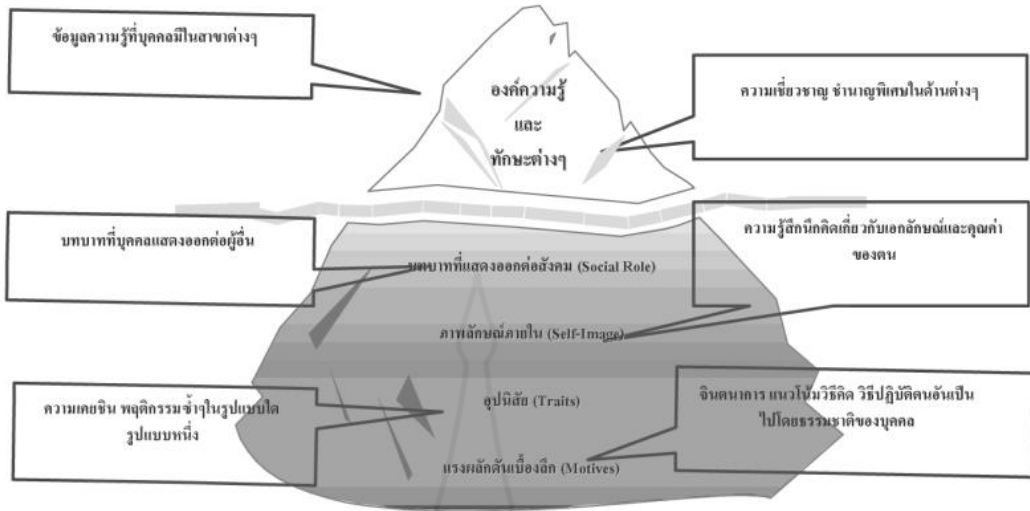 ข้อมูลความรู้ที่บุคคลมีในสาขาต่างๆ
องค์ความรู้
และ
ทักษะต่างๆ
ความเชี่ยวชาญ ชำนาญพิเศษในด้านต่างๆ
บทบาทที่บุคคลแสดงออกต่อผู้อื่น
ความรู้สึกนึกคิดเกี่ยวกับเอกลักษณ์และคุณค่า
ของตน
บทบาทที่แสดงออกต่อสังคม (Social Role)
ภาพลักษณ์ภายใน (Self-Image)
ความเคยชิน พฤติกรรมซ้ำๆในรูปแบบใด
รูปแบบหนึ่ง
อุปนิสัย (Traits)
จินตนาการ แนวโน้มวิธีคิด วิธีปฏิบัติตนอันเป็น
ไปโดยธรรมชาติของบุคคล
แรงผลักดันเบื้องลึก (Motives)